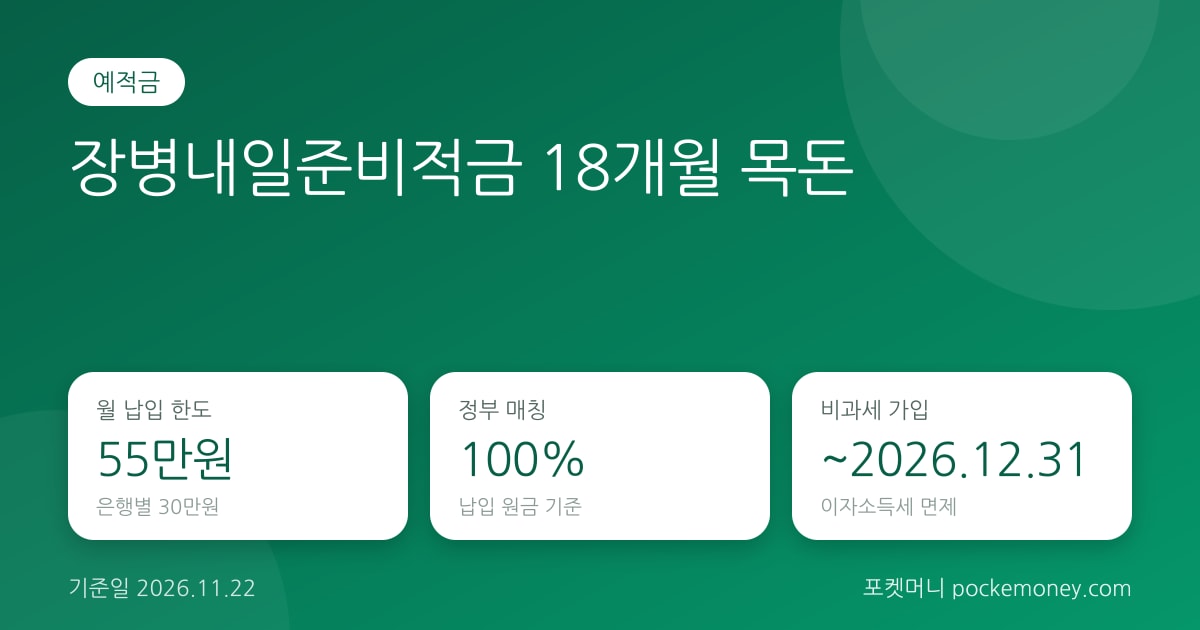 예적금
장병내일준비적금 18개월 목돈
월 납입 한도
55만원
은행별 30만원
정부 매칭
100%
납입 원금 기준
비과세 가입
~2026.12.31
이자소득세 면제
기준일 2026.11.22
포켓머니 pockemoney.com